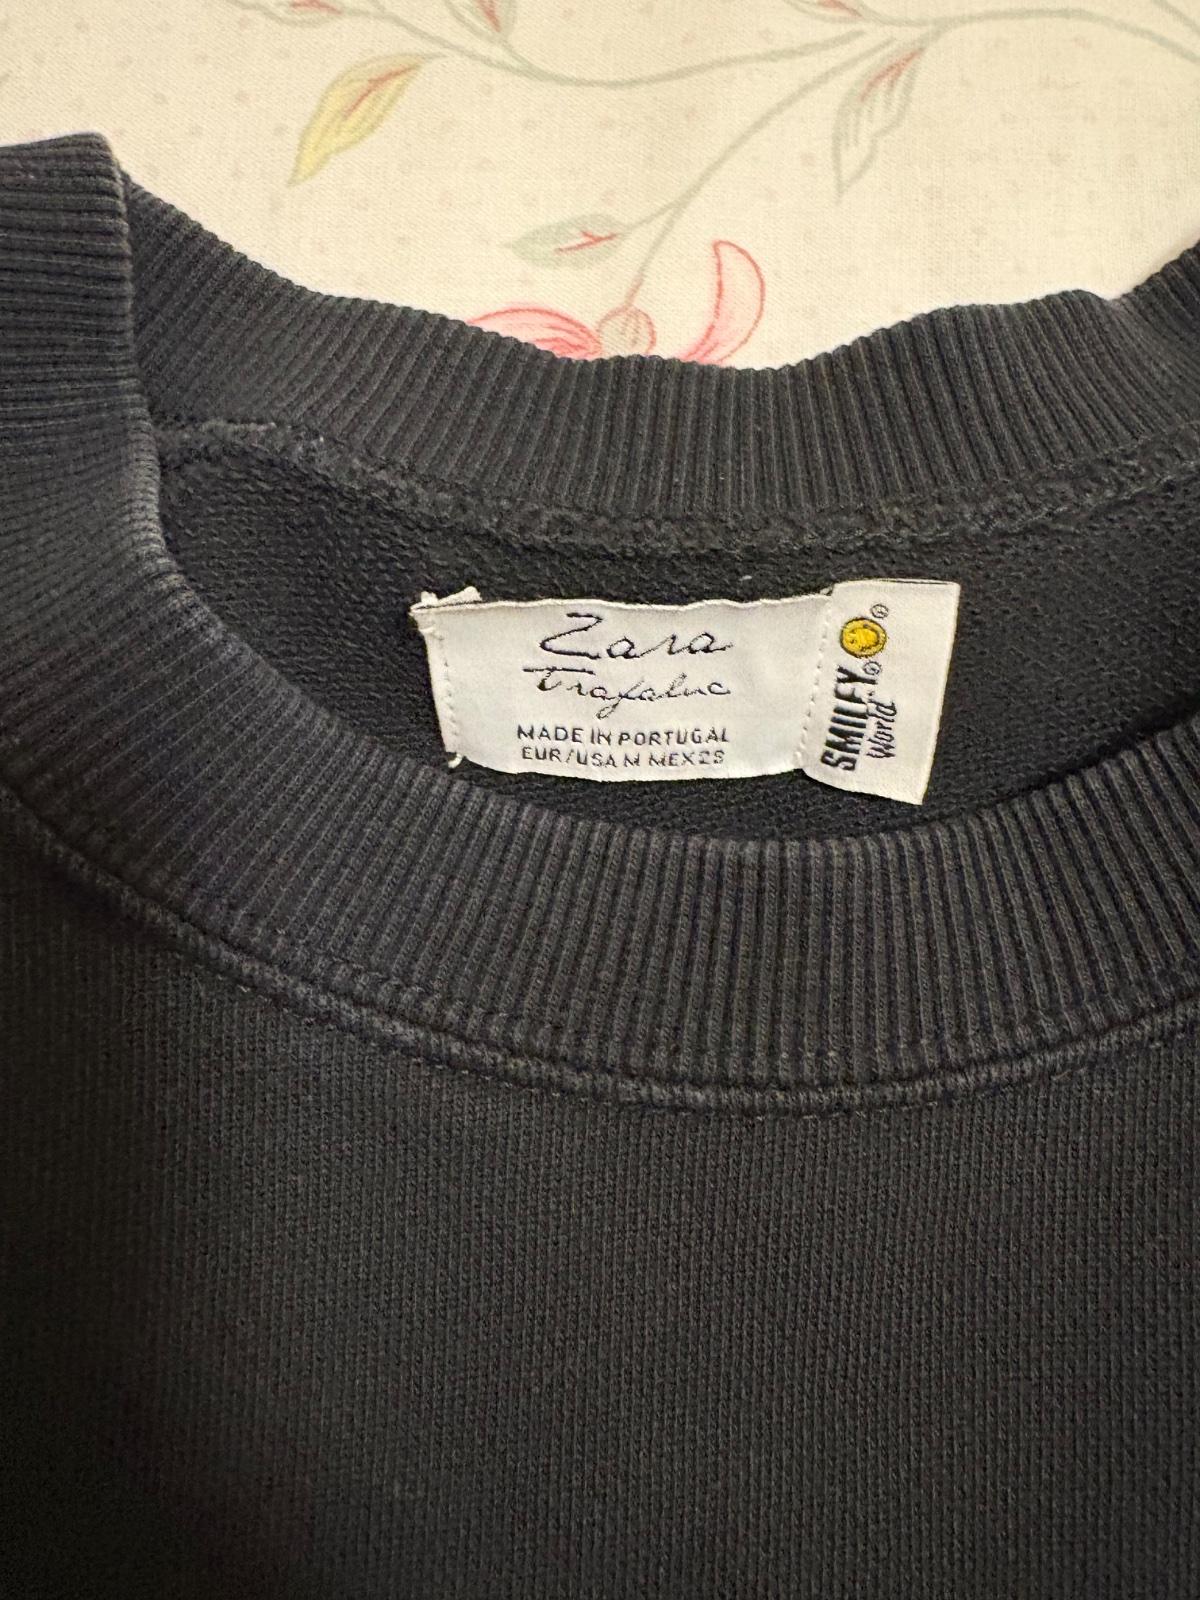 Zara
Trafaluc
MADE IN PORTUGAL
EUR/USA M MEX 28
SMILEY
World